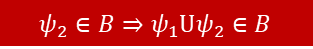 𝜓₂ ∈ 𝐵 ⇒ 𝜓₁U𝜓₂ ∈ 𝐵